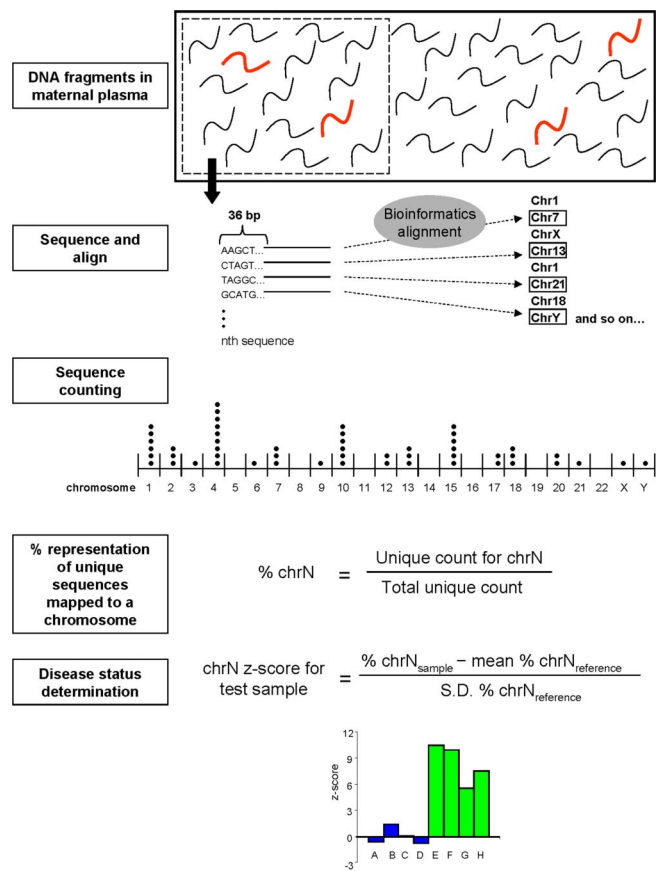 DNA fragments in
maternal plasma
36 bp
Bioinformatics
alignment
Sequence and
align
AAGCT...
CTAGT...
TAGGC...
GCATG...
nth sequence
Chr1
Chr7
ChrX
Chr13
Chr1
Chr21
Chr18
ChrY and so on...
Sequence
counting
chromosome 1 2 3 4 5 6 7 8 9 10 11 12 13 14 15 16 17 18 19 20 21 22 X Y
% representation
of unique
sequences
mapped to a
chromosome
% chrN = Unique count for chrN
Total unique count
Disease status
determination
chrN z-score for
test sample
= % chrNsample – mean % chrNreference
S.D. % chrNreference
z-score
12
9
6
3
0
-3
A B C D E F G H